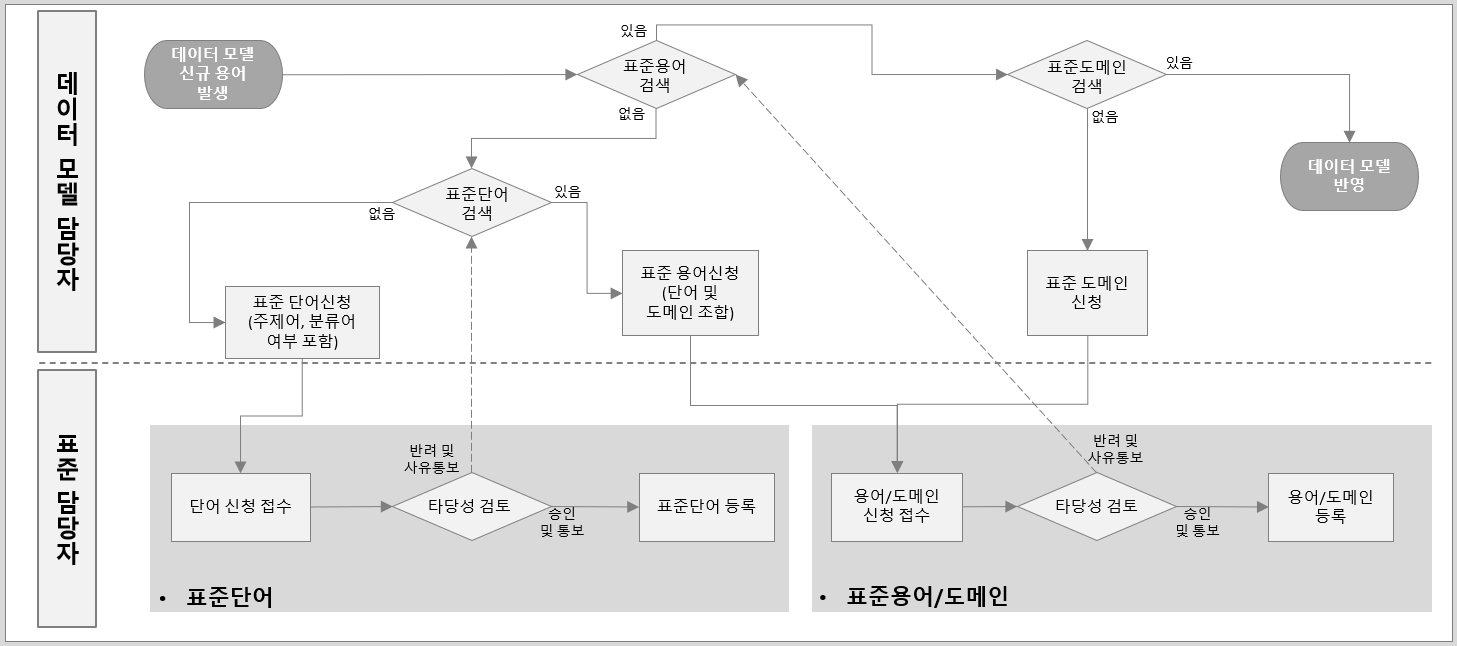 데이터 모델 담당자
데이터 모델
신규 용어
발생
있음
표준용어
검색
없음
표준도메인
검색
있음
없음
데이터 모델
반영
표준단어
검색
없음
있음
표준 단어신청
(주제어, 분류어
여부 포함)
표준 용어신청
(단어 및
도메인 조합)
표준 도메인
신청
표준 담당자
단어 신청 접수
반려 및
사유통보
타당성 검토
승인
및 통보
표준단어 등록
• 표준단어
용어/도메인
신청 접수
반려 및
사유통보
타당성 검토
승인
및 통보
용어/도메인
등록
• 표준용어/도메인